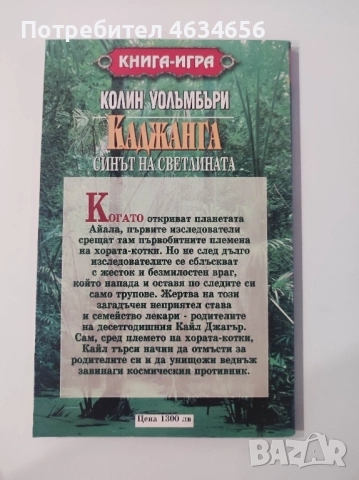 Потребител 4634656
КНИГА-ИГРА
КОЛИН УОЛЪМБЪРИ
КАДЖАНГА
СИНЪТ НА СВЕТЛИНАТА
КОГАТО откриват планетата
Айала, първите изследователи
срещат там първобитните племена
на хората-котки. Но не след дълго
изследователите се сблъскват
с жесток и безмилостен враг,
който напада и оставя по следите си
само трупове. Жертва на този
загадъчен неприятел става
и семейство лекари - родителите
на десетгодишния Кайл Джагър.
Сам, сред племето на хората-котки,
Кайл търси начин да отмъсти за
родителите си и да унищожи веднъж
завинаги космическия противник.
Цена 1300 лв
BAZAR